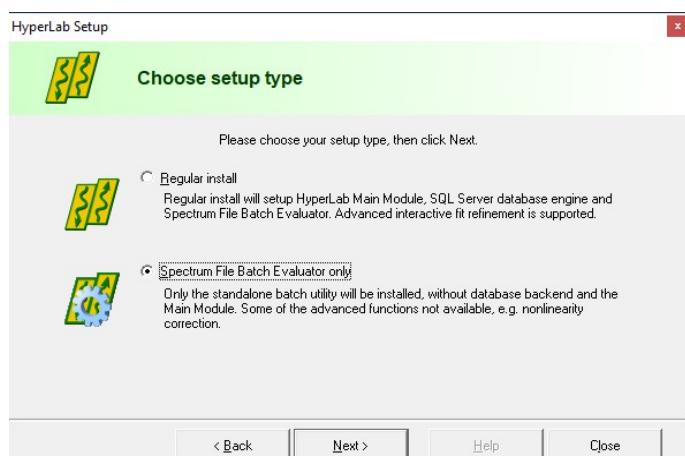 HyperLab Setup
x
Choose setup type
Please choose your setup type, then click Next.
Regular install
Regular install will setup HyperLab Main Module, SQL Server database engine and
Spectrum File Batch Evaluator. Advanced interactive fit refinement is supported.
Spectrum File Batch Evaluator only
Only the standalone batch utility will be installed, without database backend and the
Main Module. Some of the advanced functions not available, e.g. nonlinearity
correction.
< Back Next > Help Close